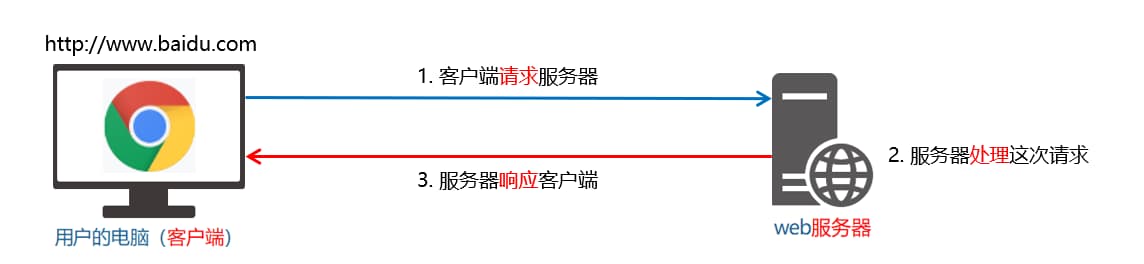 http://www.baidu.com
1. 客户端请求服务器
2. 服务器处理这次请求
3. 服务器响应客户端
用户的电脑（客户端）
web服务器